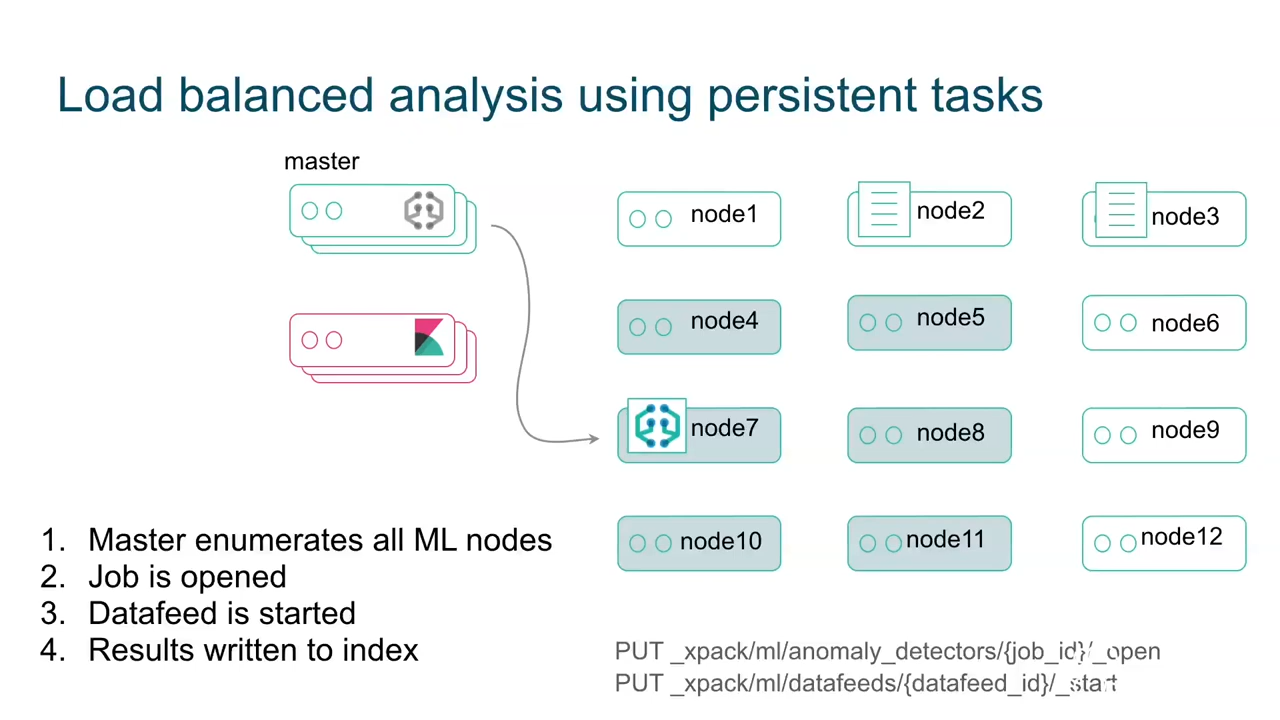 Load balanced analysis using persistent tasks
master
node1
node2
node3
node4
node5
node6
node7
node8
node9
node10
node11
node12
1. Master enumerates all ML nodes
2. Job is opened
3. Datafeed is started
4. Results written to index
PUT _xpack/ml/anomaly_detectors/{job_id}/_open
PUT _xpack/ml/datafeeds/{datafeed_id}/_start